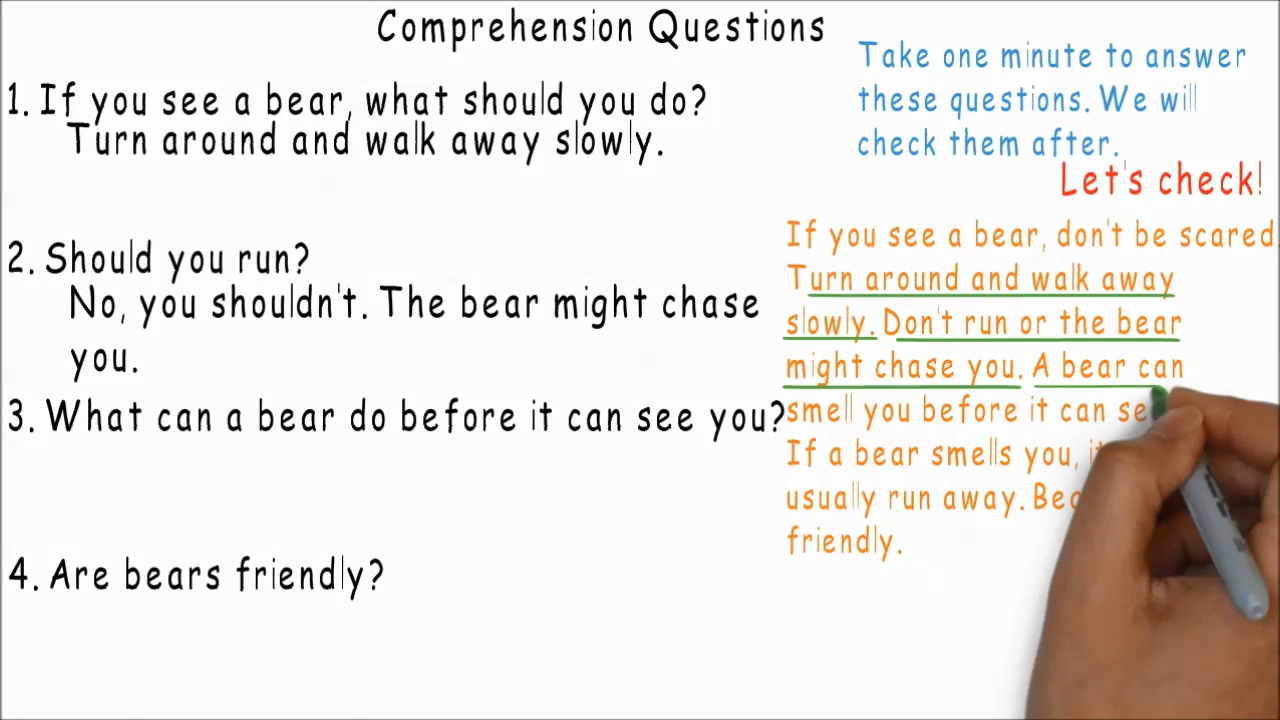 Comprehension Questions
Take one minute to answer
these questions. We will
check them after.
Let's check!
1. If you see a bear, what should you do?
Turn around and walk away slowly.
2. Should you run?
No, you shouldn't. The bear might chase
you.
3. What can a bear do before it can see you?
4. Are bears friendly?
If you see a bear, don't be scared
Turn around and walk away
slowly. Don't run or the bear
might chase you. A bear can
smell you before it can
If a bear smells you,
usually run away.
friendly.